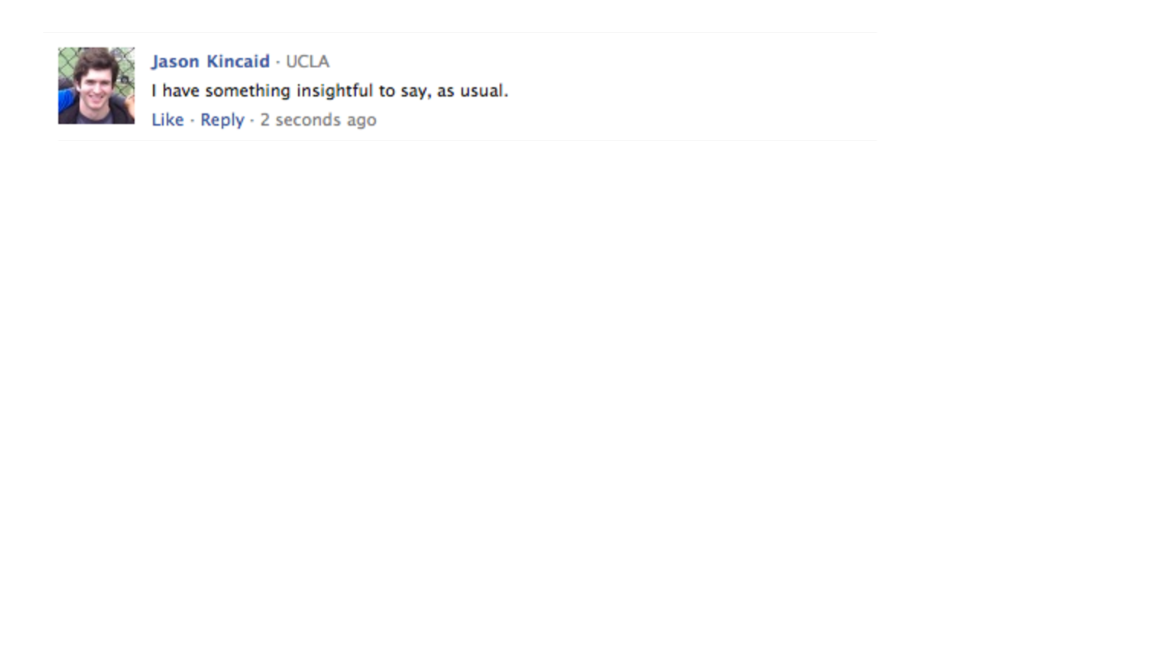 Jason Kincaid · UCLA
I have something insightful to say, as usual.
Like · Reply · 2 seconds ago